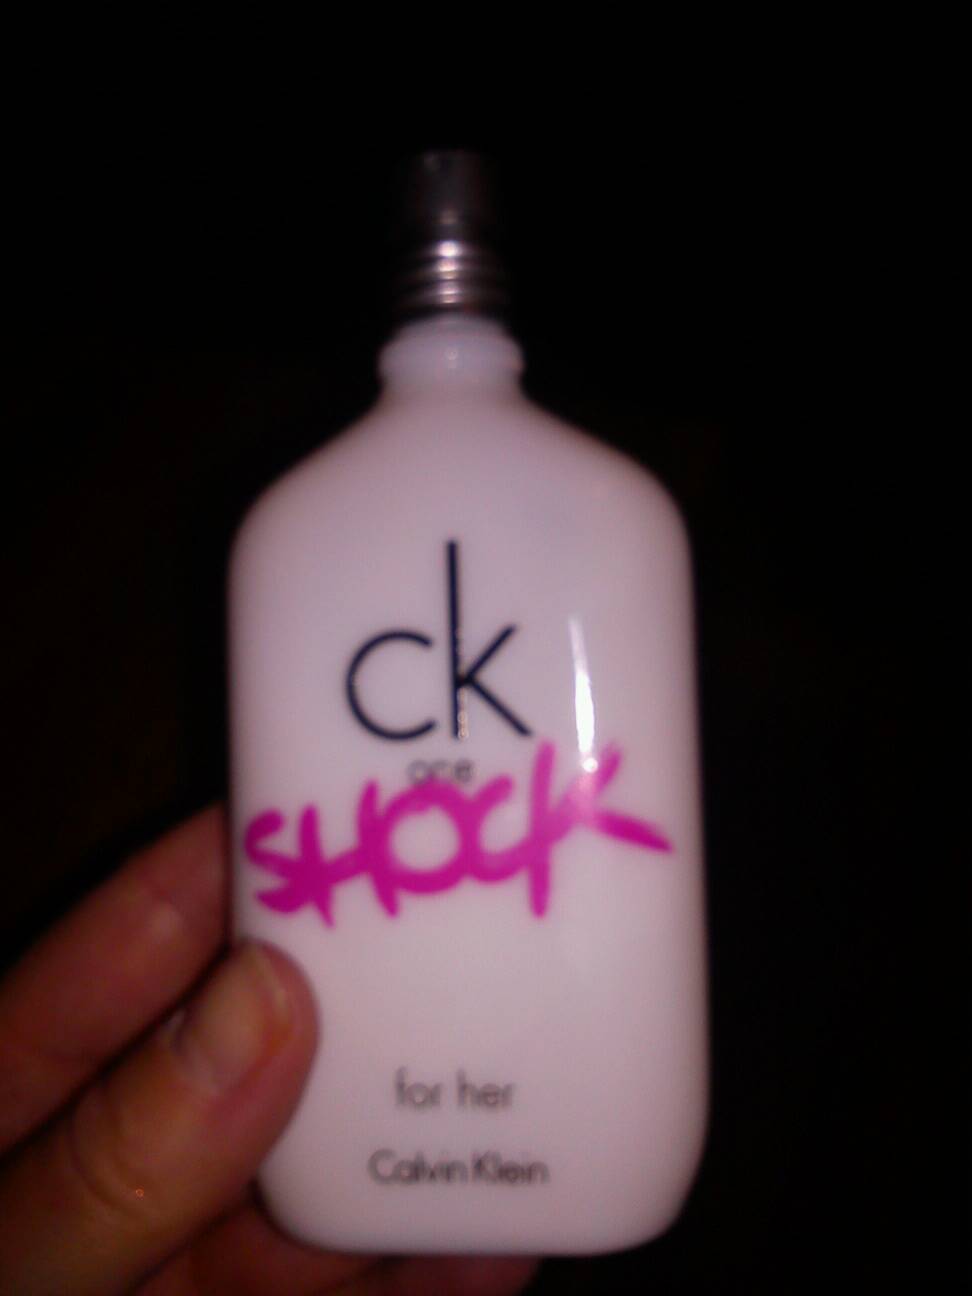 ck
one
SHOCK
for her
Calvin Klein